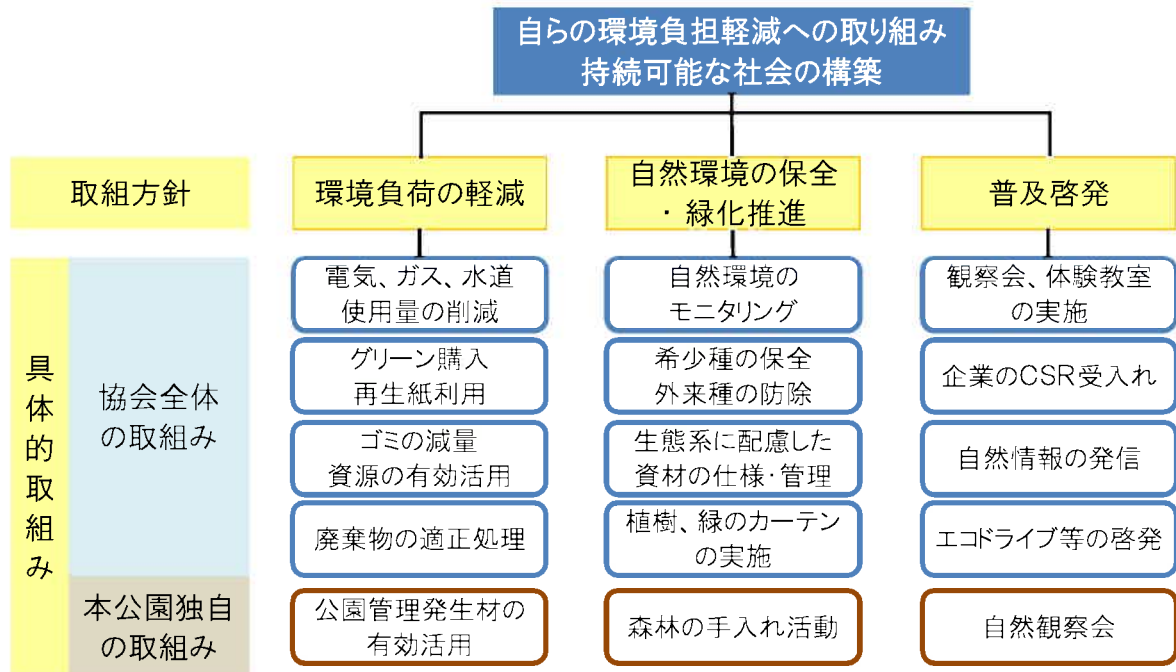 自らの環境負担軽減への取り組み
持続可能な社会の構築
取組方針
環境負荷の軽減
自然環境の保全
・緑化推進
普及啓発
具体的取組み
協会全体
の取組み
電気、ガス、水道
使用量の削減
自然環境の
モニタリング
観察会、体験教室
の実施
グリーン購入
再生紙利用
希少種の保全
外来種の防除
企業のCSR受入れ
ゴミの減量
資源の有効活用
生態系に配慮した
資材の仕様・管理
自然情報の発信
廃棄物の適正処理
植樹、緑のカーテン
の実施
エコドライブ等の啓発
本公園独自
の取組み
公園管理発生材の
有効活用
森林の手入れ活動
自然観察会